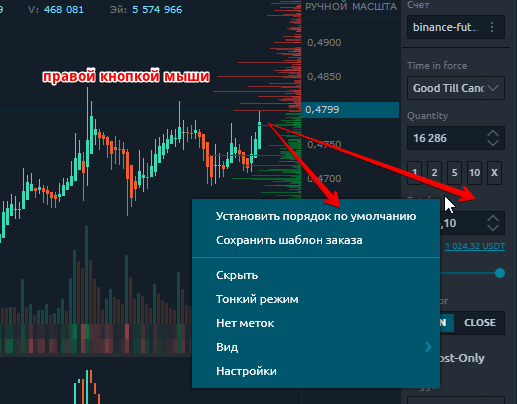 V: 468 081 Эй: 5 574 966
РУЧНОЙ МАСШТА
Счет
binance-fut...
0,4900
0,4850
0,4799
0,4750
0,4700
правой кнопкой мыши
Time in force
Good Till Canc
Quantity
16 286
1 2 5 10 X
,10
1 024,32 USDT
Установить порядок по умолчанию
Сохранить шаблон заказа
Скрыть
Тонкий режим
Нет меток
Вид
Настройки
CLOSE
ost-Only